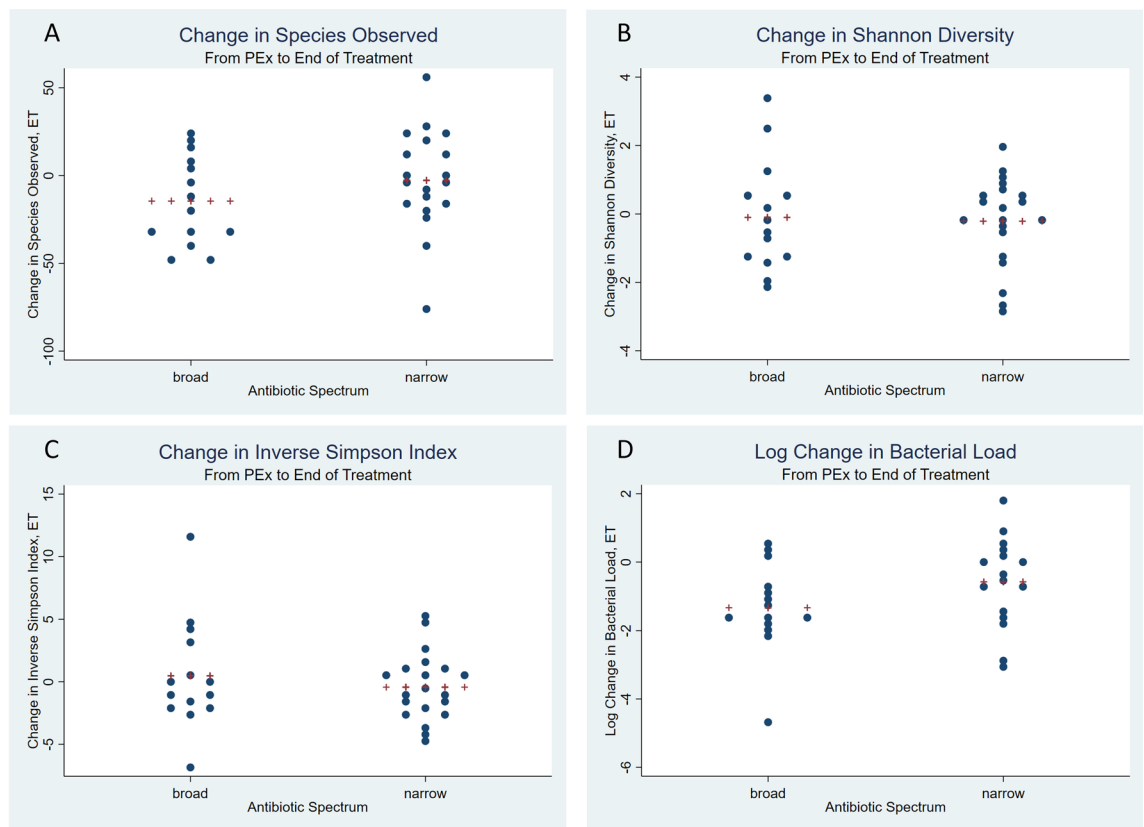 A
Change in Species Observed
From PEx to End of Treatment
Change in Species Observed, ET
50
0
-50
-100
broad
narrow
Antibiotic Spectrum
B
Change in Shannon Diversity
From PEx to End of Treatment
Change in Shannon Diversity, ET
4
2
0
-2
-4
broad
narrow
Antibiotic Spectrum
C
Change in Inverse Simpson Index
From PEx to End of Treatment
Change in Inverse Simpson Index, ET
15
10
5
0
-5
broad
narrow
Antibiotic Spectrum
D
Log Change in Bacterial Load
From PEx to End of Treatment
Log Change in Bacterial Load, ET
2
0
-2
-4
-6
broad
narrow
Antibiotic Spectrum